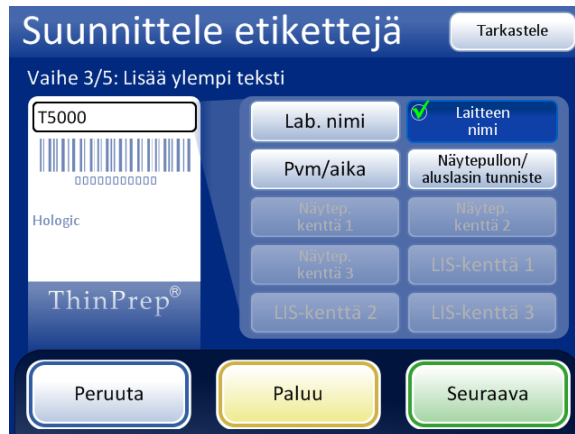 Suunnittele etikettejä
Tarkastele
Vaihe 3/5: Lisää ylempi teksti
T5000
00000000000
Hologic
ThinPrep®
Lab. nimi
Laitteen
nimi
Pvm/aika
Näytepullon/
aluslasin tunniste
Näytep.
kenttä 1
Näytep.
kenttä 2
Näytep.
kenttä 3
LIS-kenttä 1
LIS-kenttä 2
LIS-kenttä 3
Peruuta
Paluu
Seuraava